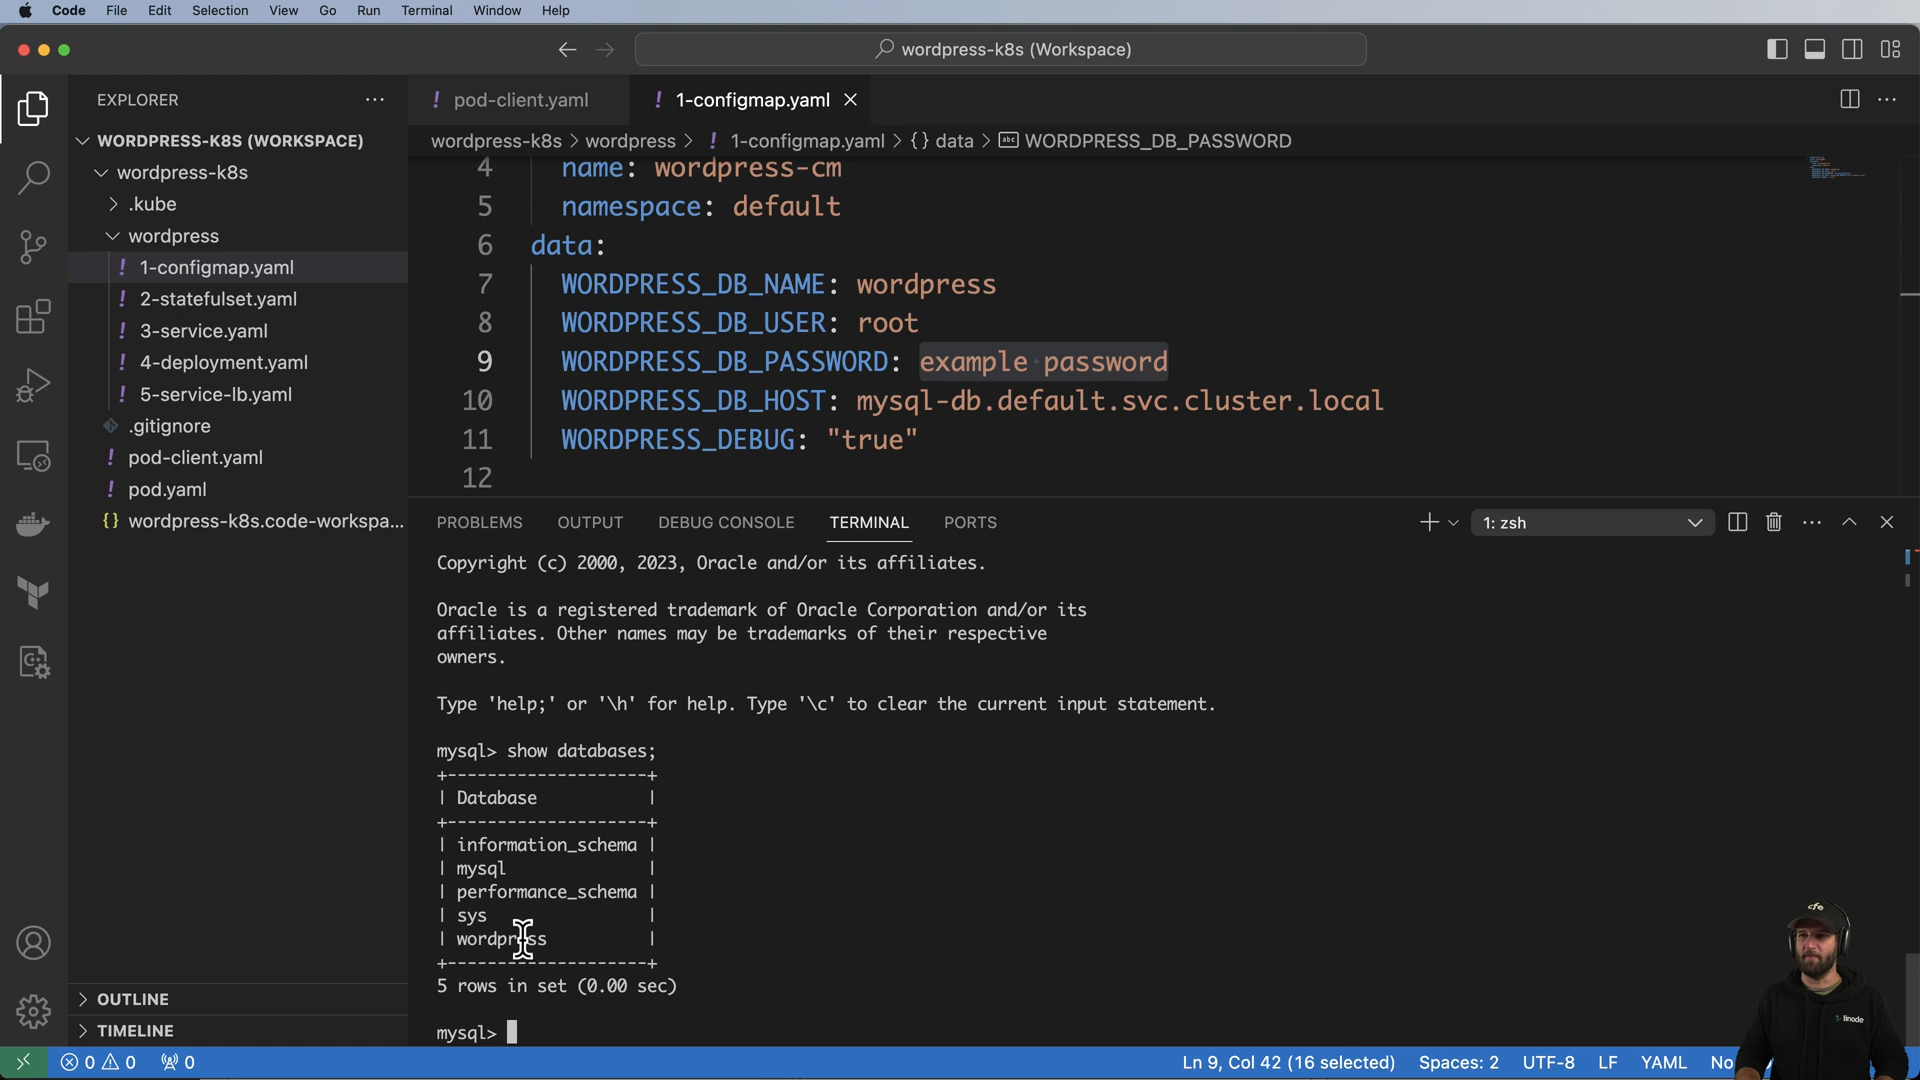 Code File Edit Selection View Go Run Terminal Window Help
wordpress-k8s (Workspace)
EXPLORER
WORDPRESS-K8S (WORKSPACE)
wordpress-k8s
.kube
wordpress
! 1-configmap.yaml
! 2-statefulset.yaml
! 3-service.yaml
! 4-deployment.yaml
! 5-service-lb.yaml
.gitignore
! pod-client.yaml
! pod.yaml
{} wordpress-k8s.code-workspa...
OUTLINE
TIMELINE
! pod-client.yaml
! 1-configmap.yaml
wordpress-k8s > wordpress > ! 1-configmap.yaml > {} data > abc WORDPRESS_DB_PASSWORD
4 name: wordpress-cm
5 namespace: default
6 data:
7 WORDPRESS_DB_NAME: wordpress
8 WORDPRESS_DB_USER: root
9 WORDPRESS_DB_PASSWORD: example password
10 WORDPRESS_DB_HOST: mysql-db.default.svc.cluster.local
11 WORDPRESS_DEBUG: "true"
12
PROBLEMS OUTPUT DEBUG CONSOLE TERMINAL PORTS
1: zsh
Copyright (c) 2000, 2023, Oracle and/or its affiliates.
Oracle is a registered trademark of Oracle Corporation and/or its
affiliates. Other names may be trademarks of their respective
owners.
Type 'help;' or '\h' for help. Type '\c' to clear the current input statement.
mysql> show databases;
+--------------------+
| Database           |
+--------------------+
| information_schema |
| mysql              |
| performance_schema |
| sys                |
| wordpress          |
+--------------------+
5 rows in set (0.00 sec)
mysql>
cfe
linode
0 0 0
Ln 9, Col 42 (16 selected) Spaces: 2 UTF-8 LF YAML No